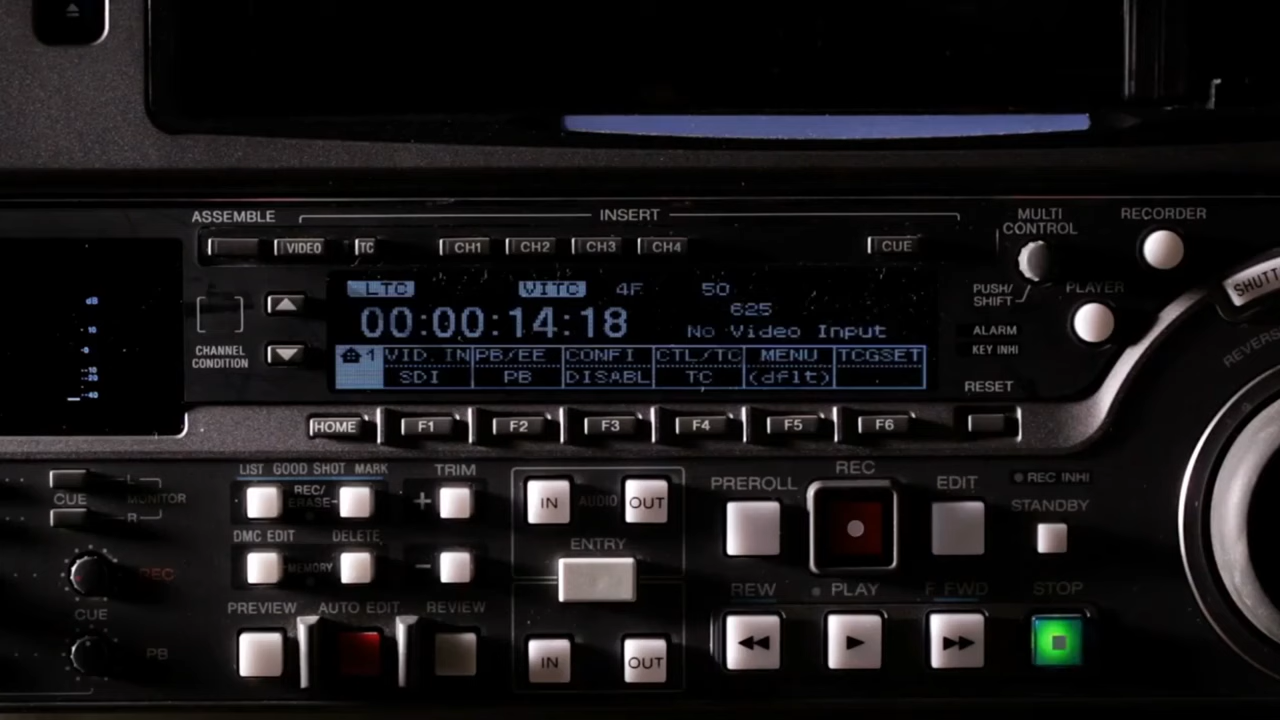 ASSEMBLE INSERT
VIDEO TC CH1 CH2 CH3 CH4 CUE
MULTI CONTROL
RECORDER
PUSH/SHIFT
PLAYER
SHUTT
REVERS
ALARM
KEY INHI
RESET
CHANNEL CONDITION
dB
LTC VITC 4F 50
625
00:00:14:18 No Video Input
1 VID.IN PB/EE CONFI CTL/TC MENU TCGSET
SDI PB DISABL TC (dflt)
HOME F1 F2 F3 F4 F5 F6
CUE
L
MONITOR
R
REC
CUE
PB
LIST GOOD SHOT MARK
REC/ERASE
TRIM
+
DMC EDIT DELETE
MEMORY
-
PREVIEW AUTO EDIT REVIEW
IN AUDIO OUT
ENTRY
IN OUT
PREROLL REC EDIT
REC INHI
STANDBY
REW PLAY F FWD STOP